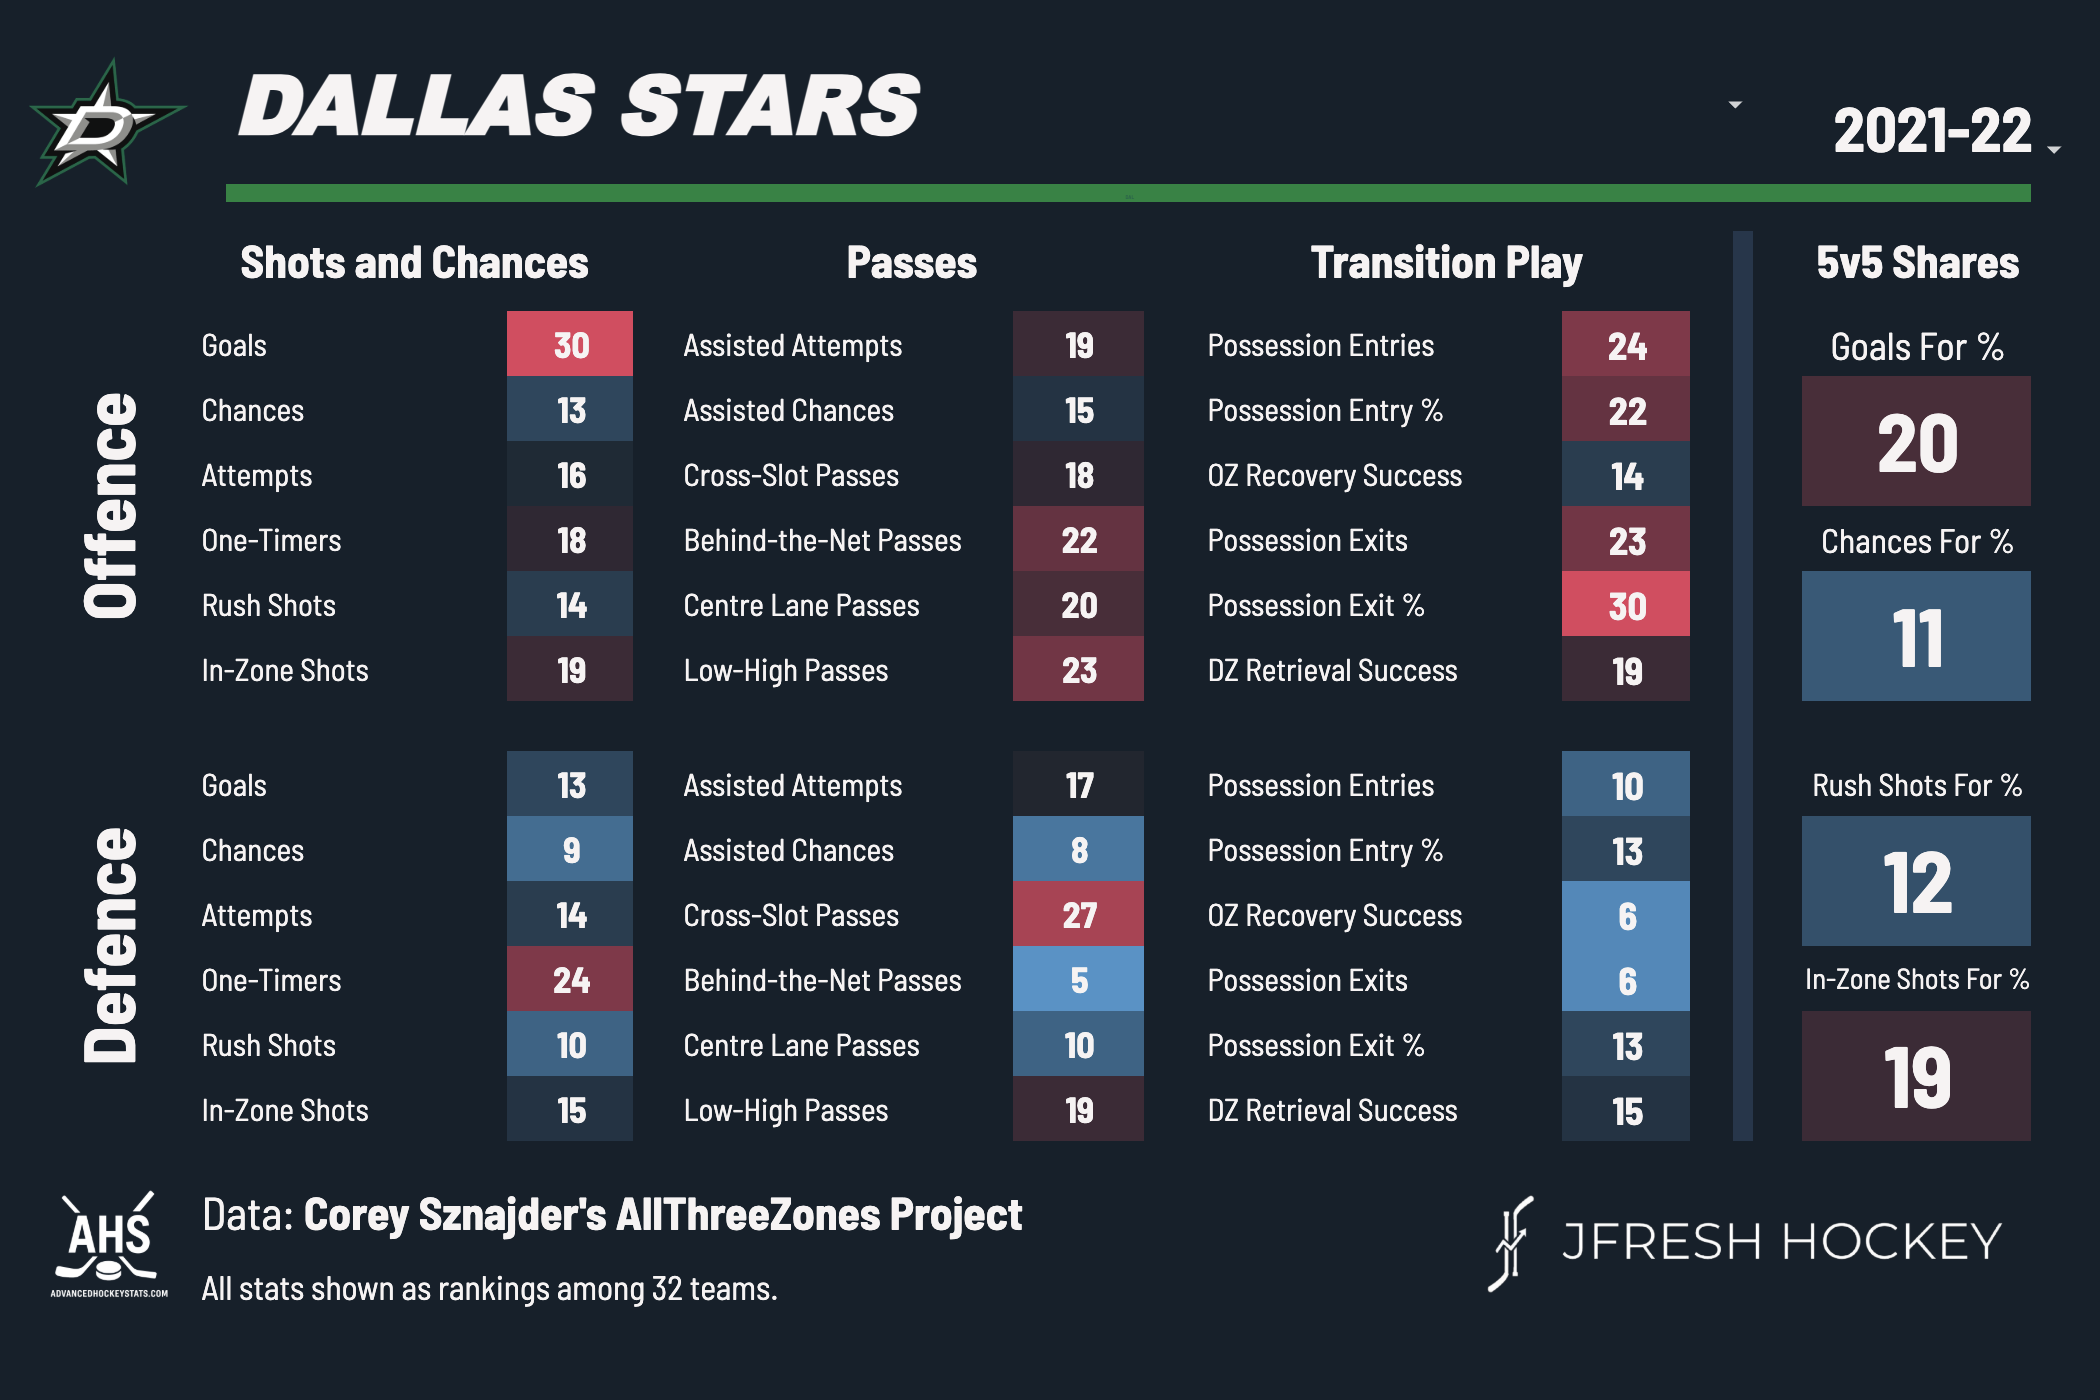 DALLAS STARS
2021-22
Shots and Chances
Passes
Transition Play
5v5 Shares
Offence
Goals 30
Chances 13
Attempts 16
One-Timers 18
Rush Shots 14
In-Zone Shots 19
Assisted Attempts 19
Assisted Chances 15
Cross-Slot Passes 18
Behind-the-Net Passes 22
Centre Lane Passes 20
Low-High Passes 23
Possession Entries 24
Possession Entry % 22
OZ Recovery Success 14
Possession Exits 23
Possession Exit % 30
DZ Retrieval Success 19
Goals For %
20
Chances For %
11
Defence
Goals 13
Chances 9
Attempts 14
One-Timers 24
Rush Shots 10
In-Zone Shots 15
Assisted Attempts 17
Assisted Chances 8
Cross-Slot Passes 27
Behind-the-Net Passes 5
Centre Lane Passes 10
Low-High Passes 19
Possession Entries 10
Possession Entry % 13
OZ Recovery Success 6
Possession Exits 6
Possession Exit % 13
DZ Retrieval Success 15
Rush Shots For %
12
In-Zone Shots For %
19
AHS
ADVANCEDHOCKEYSTATS.COM
Data: Corey Sznajder's AllThreeZones Project
All stats shown as rankings among 32 teams.
JFRESH HOCKEY